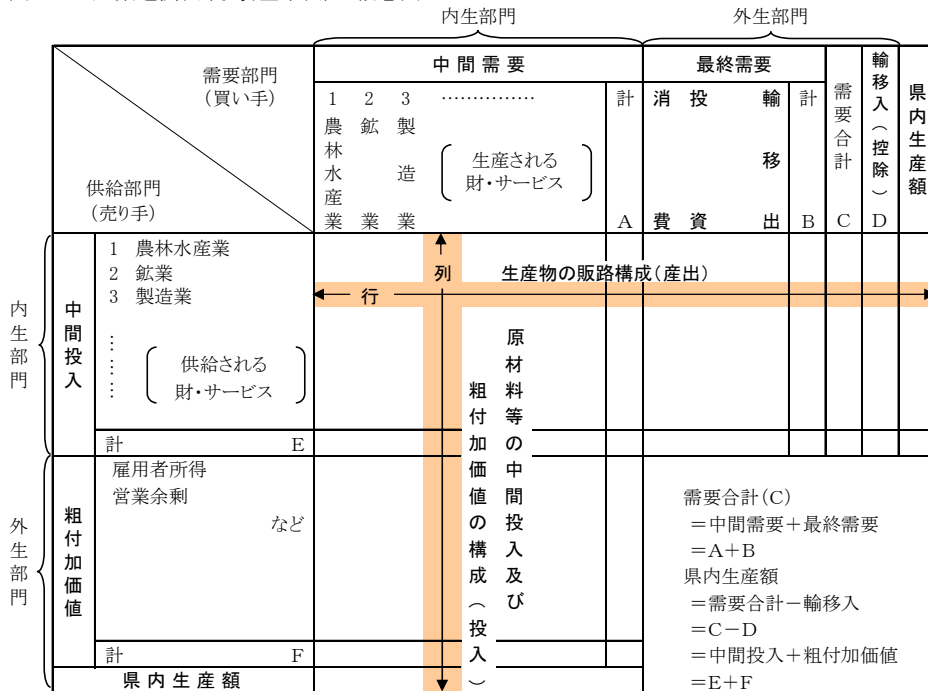 内生部門
外生部門
需要部門
(買い手)
供給部門
(売り手)
中間需要
最終需要
1 農林水産業
2 鉱業
3 製造業
……………
生産される
財・サービス
計
A
消費
投資
輸移出
計
B
需要合計
C
輸移入(控除)
D
県内生産額
内生部門
中間投入
1 農林水産業
2 鉱業
3 製造業
……
供給される
財・サービス
計 E
列
生産物の販路構成(産出)
行
原材料等の中間投入及び
粗付加価値の構成(投入)
外生部門
粗付加価値
雇用者所得
営業余剰
など
計 F
県内生産額
需要合計(C)
=中間需要+最終需要
=A+B
県内生産額
=需要合計-輸移入
=C-D
=中間投入+粗付加価値
=E+F